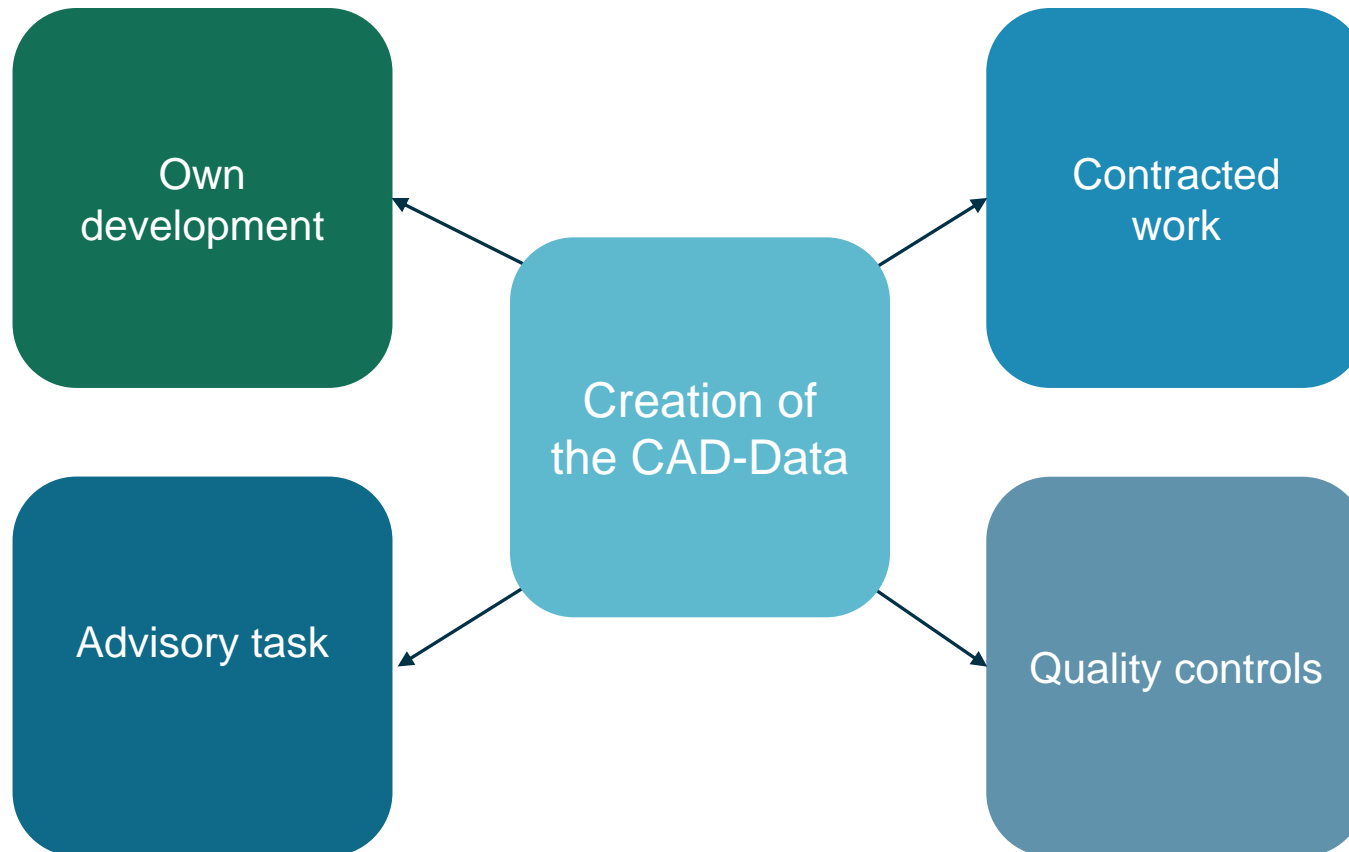 Own
development
Contracted
work
Creation of
the CAD-Data
Advisory task
Quality controls